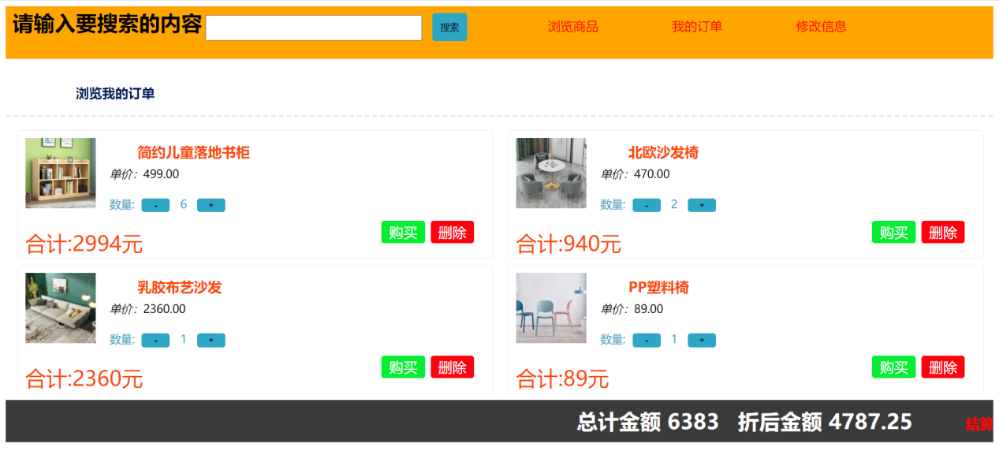 请输入要搜索的内容 搜索 浏览商品 我的订单 修改信息
浏览我的订单
简约儿童落地书柜
单价：499.00
数量: - 6 +
购买 删除
合计:2994元
北欧沙发椅
单价：470.00
数量: - 2 +
购买 删除
合计:940元
乳胶布艺沙发
单价：2360.00
数量: - 1 +
购买 删除
合计:2360元
PP塑料椅
单价：89.00
数量: - 1 +
购买 删除
合计:89元
总计金额 6383 折后金额 4787.25 结算